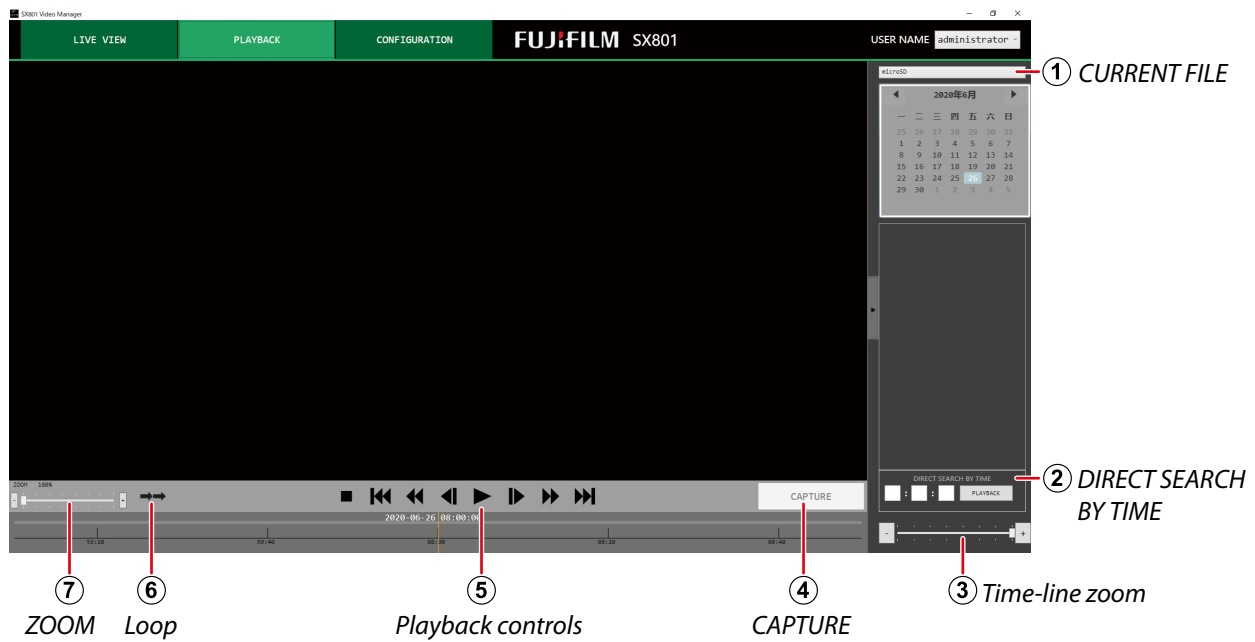 SX801 Video Manager
LIVE VIEW PLAYBACK CONFIGURATION FUJIFILM SX801 USER NAME administrator
microSD
① CURRENT FILE
2020年6月
一 二 三 四 五 六 日
25 26 27 28 29 30 31
1 2 3 4 5 6 7
8 9 10 11 12 13 14
15 16 17 18 19 20 21
22 23 24 25 26 27 28
29 30 1 2 3 4 5
DIRECT SEARCH BY TIME
: : PLAYBACK
② DIRECT SEARCH
BY TIME
ZOOM 100%
- +
CAPTURE
2020-06-26 08:00:00
59:20 59:40 00:00 00:20 00:40
- +
⑦ ⑥ ⑤ ④ ③ Time-line zoom
ZOOM Loop Playback controls CAPTURE